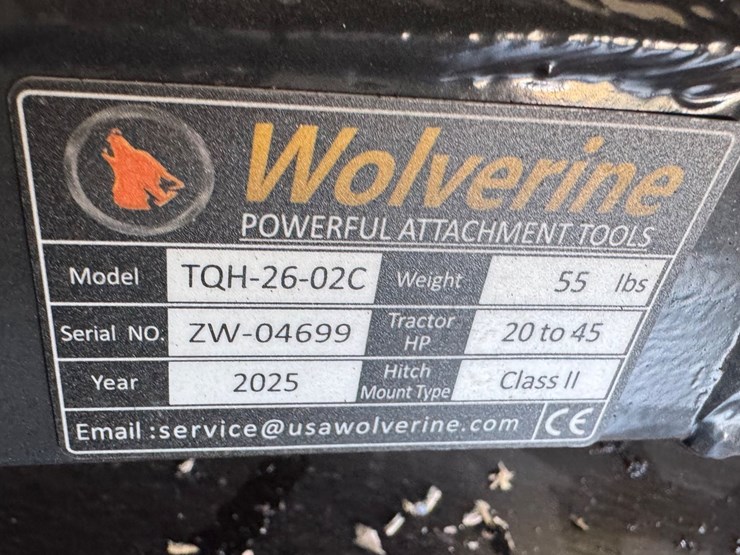 Wolverine
POWERFUL ATTACHMENT TOOLS
Model TQH-26-02C Weight 55 lbs
Serial NO. ZW-04699 Tractor HP 20 to 45
Year 2025 Hitch Mount Type Class II
Email :service@usawolverine.com CE